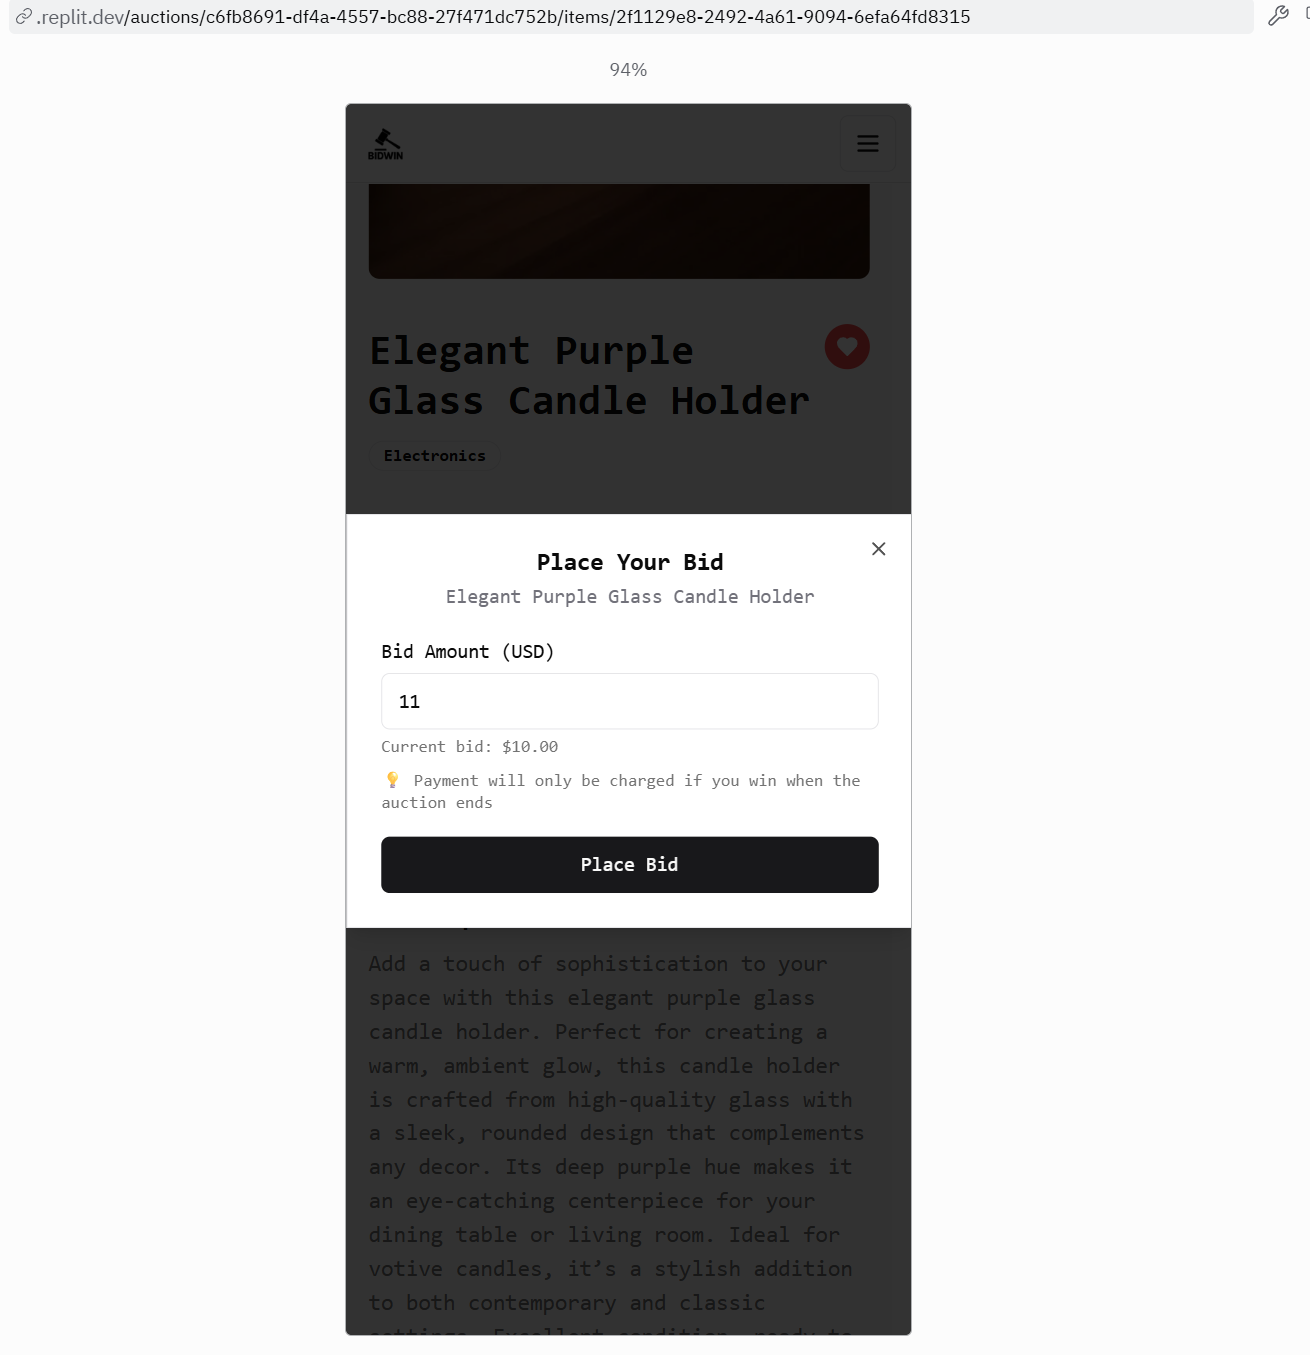 .replit.dev/auctions/c6fb8691-df4a-4557-bc88-27f471dc752b/items/2f1129e8-2492-4a61-9094-6efa64fd8315
94%
BIDWIN
Elegant Purple
Glass Candle Holder
Electronics
Place Your Bid
Elegant Purple Glass Candle Holder
Bid Amount (USD)
11
Current bid: $10.00
💡 Payment will only be charged if you win when the
auction ends
Place Bid
Add a touch of sophistication to your
space with this elegant purple glass
candle holder. Perfect for creating a
warm, ambient glow, this candle holder
is crafted from high-quality glass with
a sleek, rounded design that complements
any decor. Its deep purple hue makes it
an eye-catching centerpiece for your
dining table or living room. Ideal for
votive candles, it’s a stylish addition
to both contemporary and classic
settings. Excellent condition, ready to